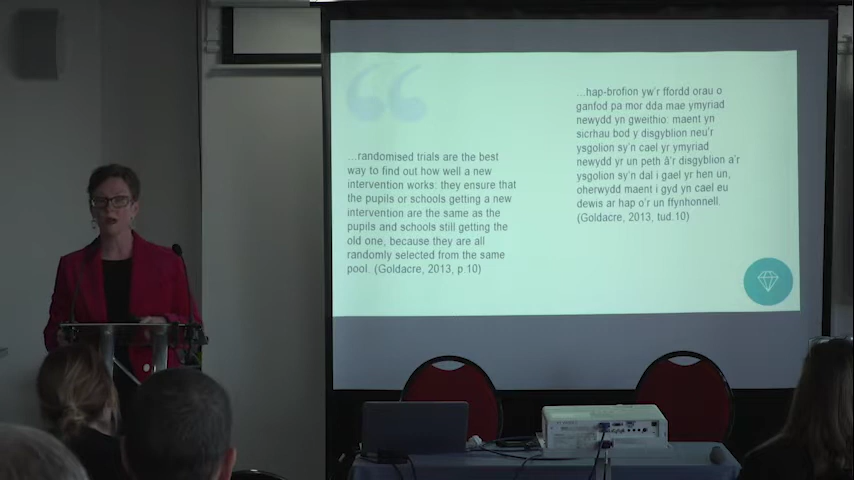 ...randomised trials are the best
way to find out how well a new
intervention works: they ensure that
the pupils or schools getting a new
intervention are the same as the
pupils and schools still getting the
old one, because they are all
randomly selected from the same
pool. (Goldacre, 2013, p.10)
...hap-brofion yw'r ffordd orau o
ganfod pa mor dda mae ymyriad
newydd yn gweithio: maent yn
sicrhau bod y disgyblion neu'r
ysgolion sy'n cael yr ymyriad
newydd yr un peth â'r disgyblion a'r
ysgolion sy'n dal i gael yr hen un,
oherwydd maent i gyd yn cael eu
dewis ar hap o'r un ffynhonnell.
(Goldacre, 2013, tud.10)